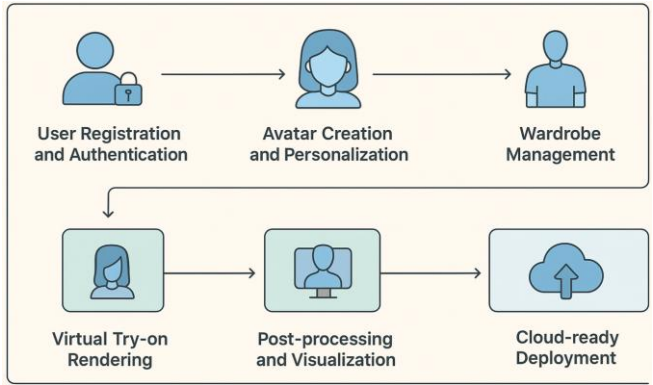 User Registration
and Authentication
Avatar Creation
and Personalization
Wardrobe
Management
Virtual Try-on
Rendering
Post-processing
and Visualization
Cloud-ready
Deployment